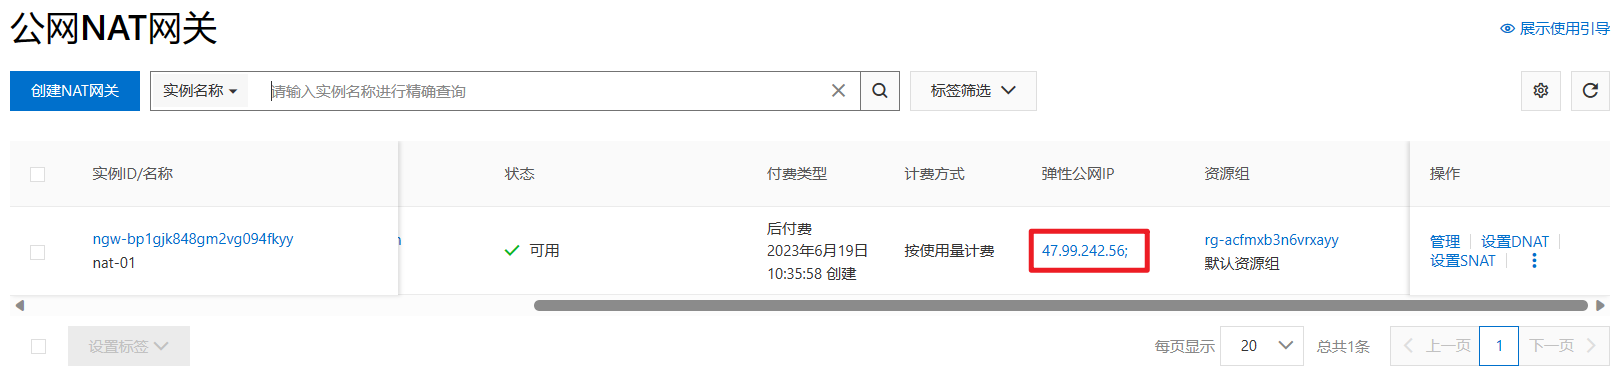 公网NAT网关
展示使用引导
创建NAT网关
实例名称
请输入实例名称进行精确查询
标签筛选
实例ID/名称
状态
付费类型
计费方式
弹性公网IP
资源组
操作
ngw-bp1gjk848gm2vg094fkyy
nat-01
可用
后付费
2023年6月19日
10:35:58 创建
按使用量计费
47.99.242.56;
rg-acfmxb3n6vrxayy
默认资源组
管理 设置DNAT
设置SNAT
设置标签
每页显示
20
总共1条
上一页
1
下一页